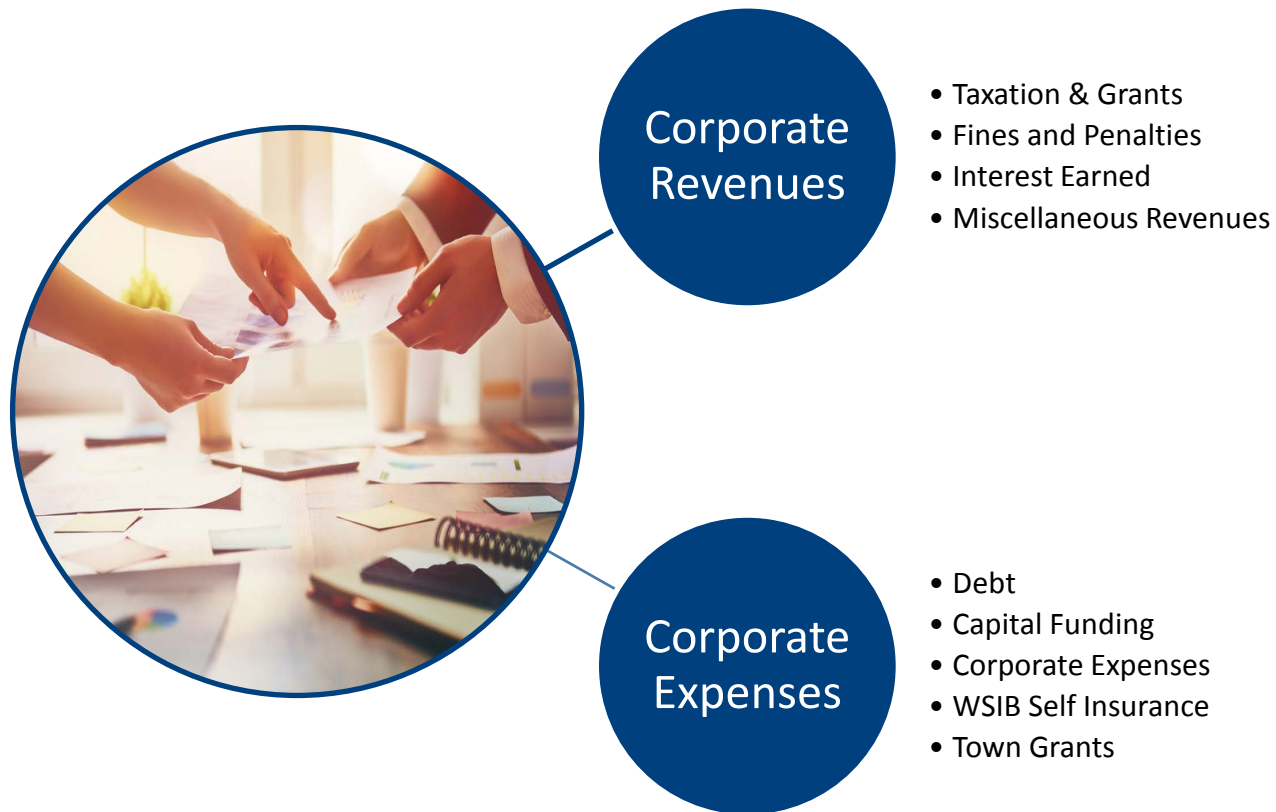 Corporate
Revenues
• Taxation & Grants
• Fines and Penalties
• Interest Earned
• Miscellaneous Revenues
Corporate
Expenses
• Debt
• Capital Funding
• Corporate Expenses
• WSIB Self Insurance
• Town Grants